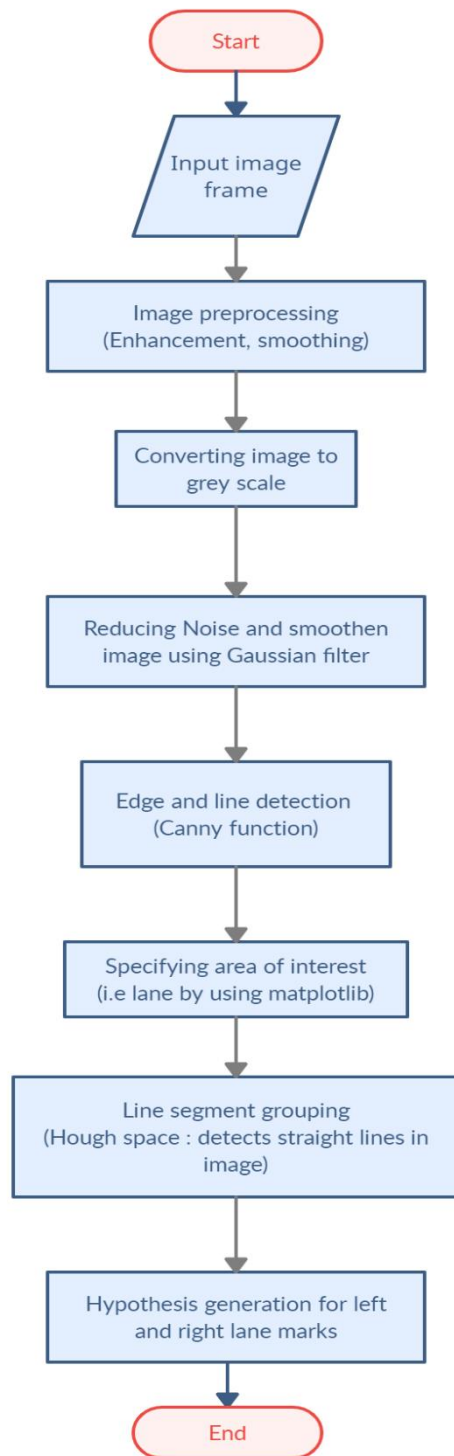 Start
Input image
frame
Image preprocessing
(Enhancement, smoothing)
Converting image to
grey scale
Reducing Noise and smoothen
image using Gaussian filter
Edge and line detection
(Canny function)
Specifying area of interest
(i.e lane by using matplotlib)
Line segment grouping
(Hough space : detects straight lines in
image)
Hypothesis generation for left
and right lane marks
End